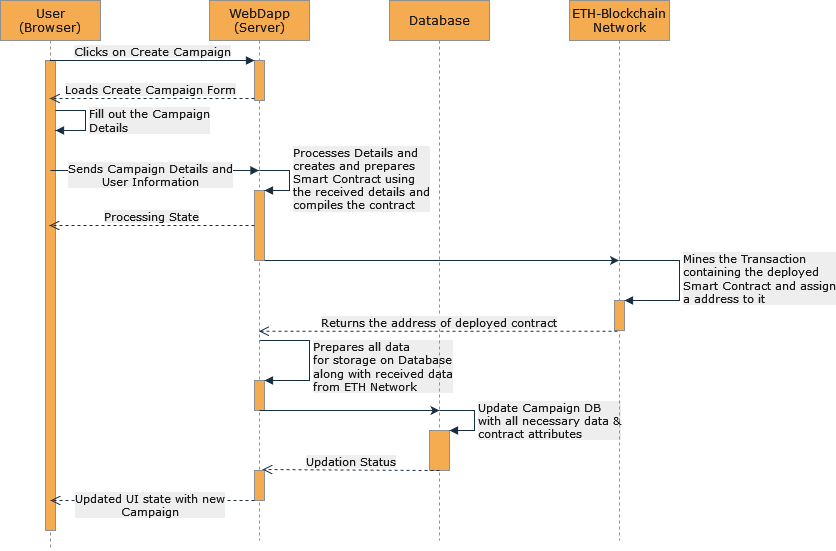 User
(Browser)
WebDapp
(Server)
Database
ETH-Blockchain
Network
Clicks on Create Campaign
Loads Create Campaign Form
Fill out the Campaign
Details
Sends Campaign Details and
User Information
Processes Details and
creates and prepares
Smart Contract using
the received details and
compiles the contract
Processing State
Mines the Transaction
containing the deployed
Smart Contract and assign
a address to it
Returns the address of deployed contract
Prepares all data
for storage on Database
along with received data
from ETH Network
Update Campaign DB
with all necessary data &
contract attributes
Updation Status
Updated UI state with new
Campaign